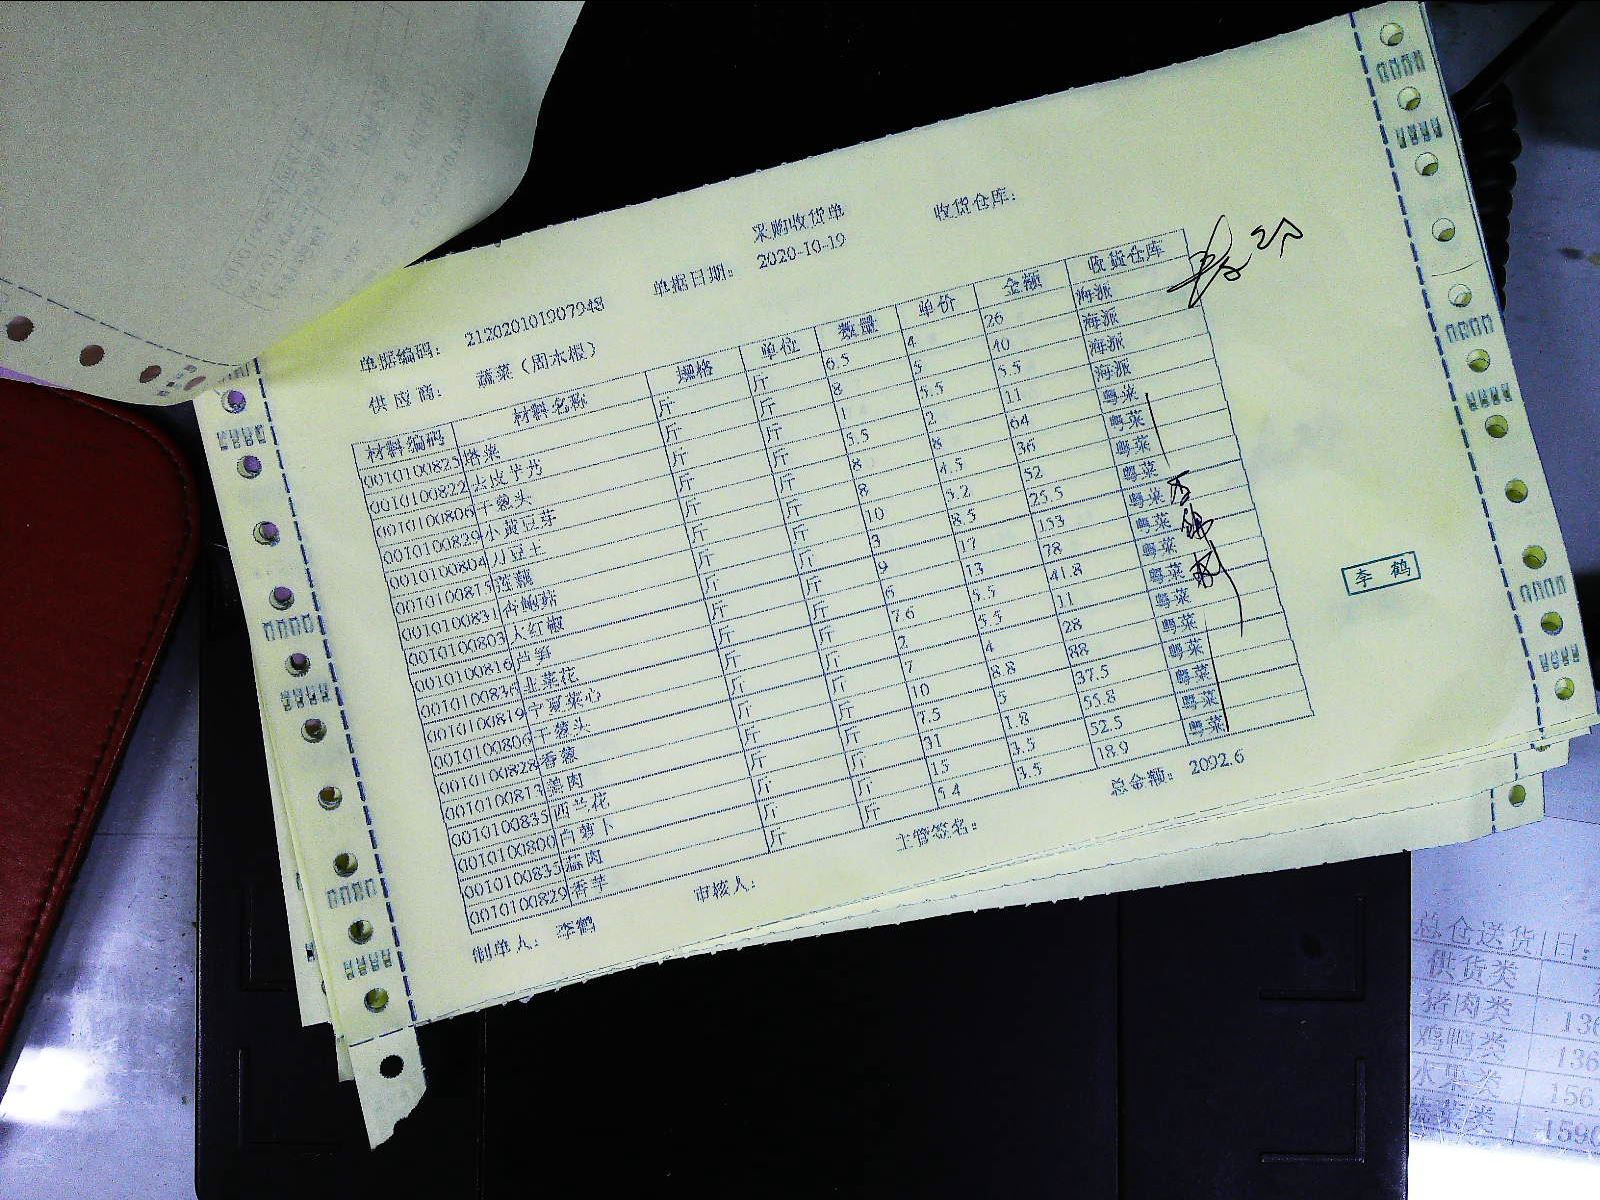 采购收货单
收货仓库：
单据编码： 212020101907948 单据日期： 2020-10-19
供应商： 蔬菜（周木根）
材料编码 材料名称 规格 单位 数量 单价 金额 收货仓库
0010100825 塔菜 斤 斤 6.5 4 26 海派
0010100822 去皮芋艿 斤 斤 8 5 40 海派
0010100806 干葱头 斤 斤 1 5.5 5.5 海派
0010100829 小黄豆芽 斤 斤 5.5 2 11 海派
0010100804 刀豆 斤 斤 8 8 64 粤菜
0010100815 莲藕 斤 斤 8 4.5 36 粤菜
0010100831 杏鲍菇 斤 斤 10 5.2 52 粤菜
0010100803 大红椒 斤 斤 3 8.5 25.5 粤菜
0010100816 芦笋 斤 斤 9 17 153 粤菜
韭菜花 斤 斤 6 13 78 粤菜
0010100819 宁夏菜心 斤 斤 7.6 5.5 41.8 粤菜
0010100806 干葱头 斤 斤 2 5.5 11 粤菜
0010100828 香葱 斤 斤 7 4 28 粤菜
0010100813 肉 斤 斤 10 8.8 88 粤菜
0010100835 西兰花 斤 斤 7.5 5 37.5 粤菜
0010100800 白萝卜 斤 斤 31 1.8 55.8 粤菜
0010100833 蒜肉 斤 斤 15 3.5 52.5 粤菜
0010100829 香芋 斤 斤 5.4 3.5 18.9 粤菜
制单人： 李鹤 审核人： 主管签名： 总金额： 2092.6
李鹤
总仓送货 日：
供货类
猪肉类 136
鸡鸭类 136
水果类 156
蔬菜类 1590